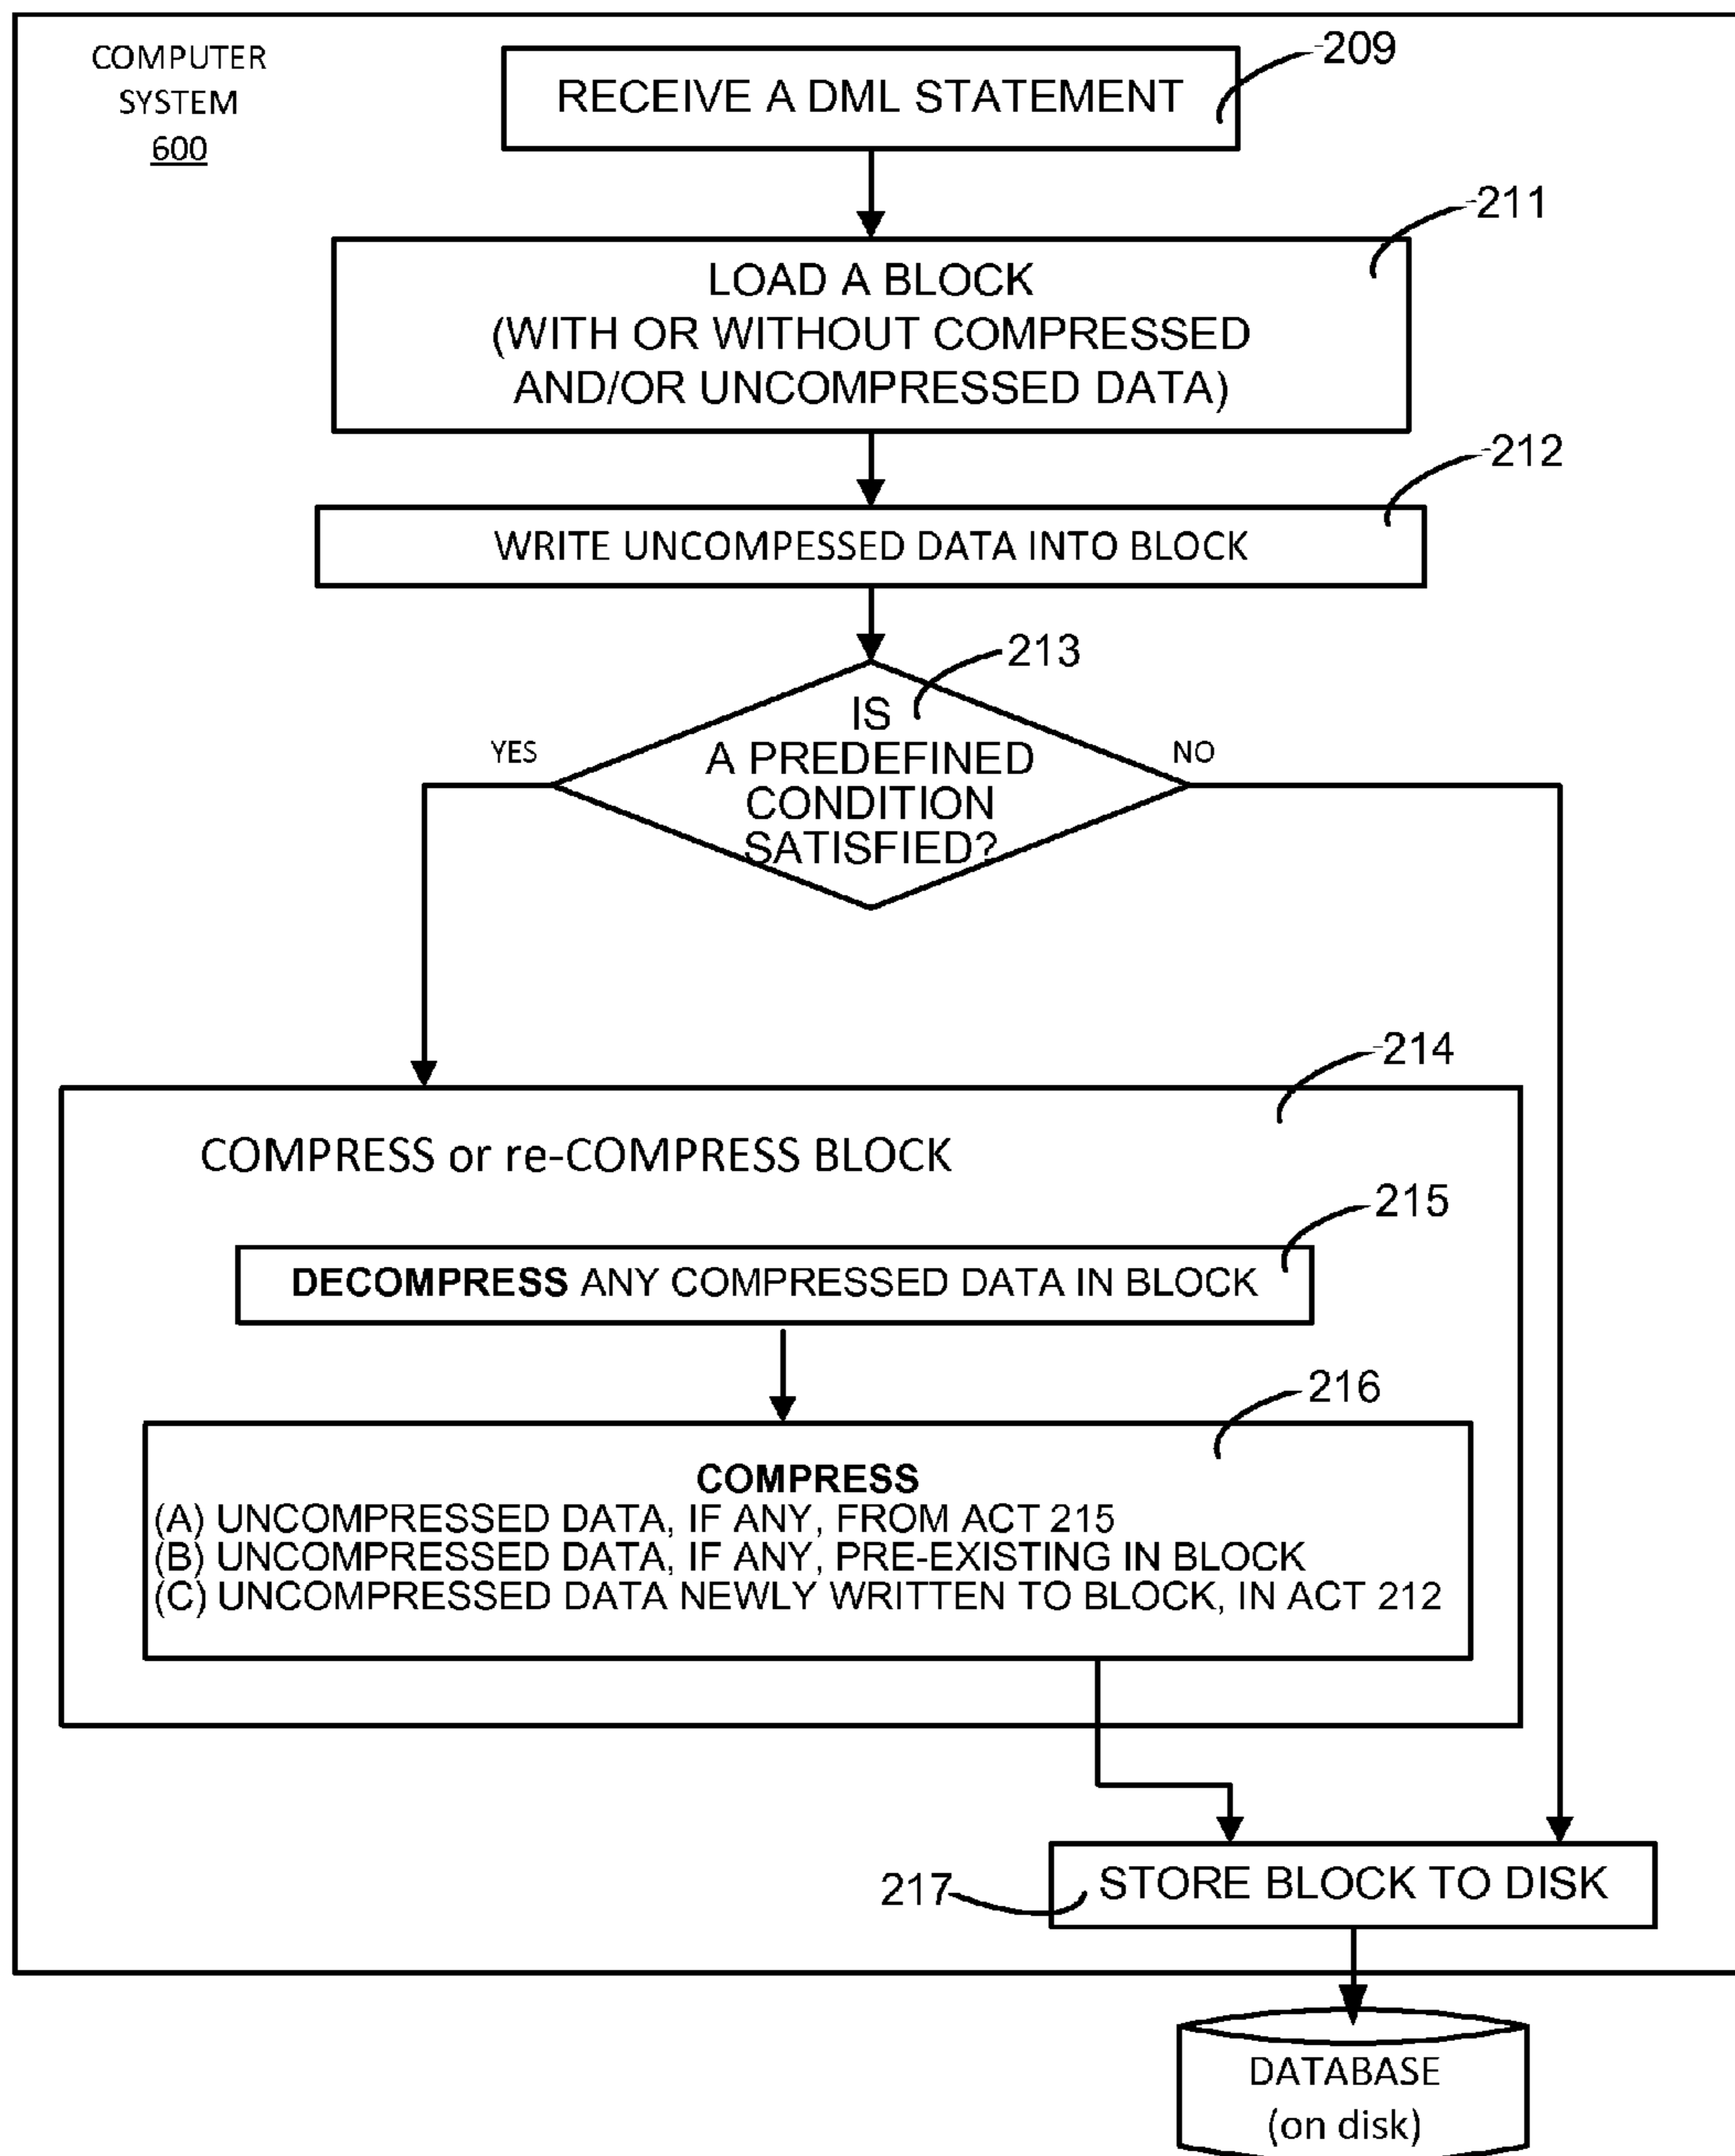 COMPUTER
SYSTEM
600
RECEIVE A DML STATEMENT
209
211
LOAD A BLOCK
(WITH OR WITHOUT COMPRESSED
AND/OR UNCOMPRESSED DATA)
212
WRITE UNCOMPESSED DATA INTO BLOCK
213
IS
A PREDEFINED
CONDITION
SATISFIED?
YES
NO
214
COMPRESS or re-COMPRESS BLOCK
215
DECOMPRESS ANY COMPRESSED DATA IN BLOCK
216
COMPRESS
(A) UNCOMPRESSED DATA, IF ANY, FROM ACT 215
(B) UNCOMPRESSED DATA, IF ANY, PRE-EXISTING IN BLOCK
(C) UNCOMPRESSED DATA NEWLY WRITTEN TO BLOCK, IN ACT 212
217
STORE BLOCK TO DISK
DATABASE
(on disk)